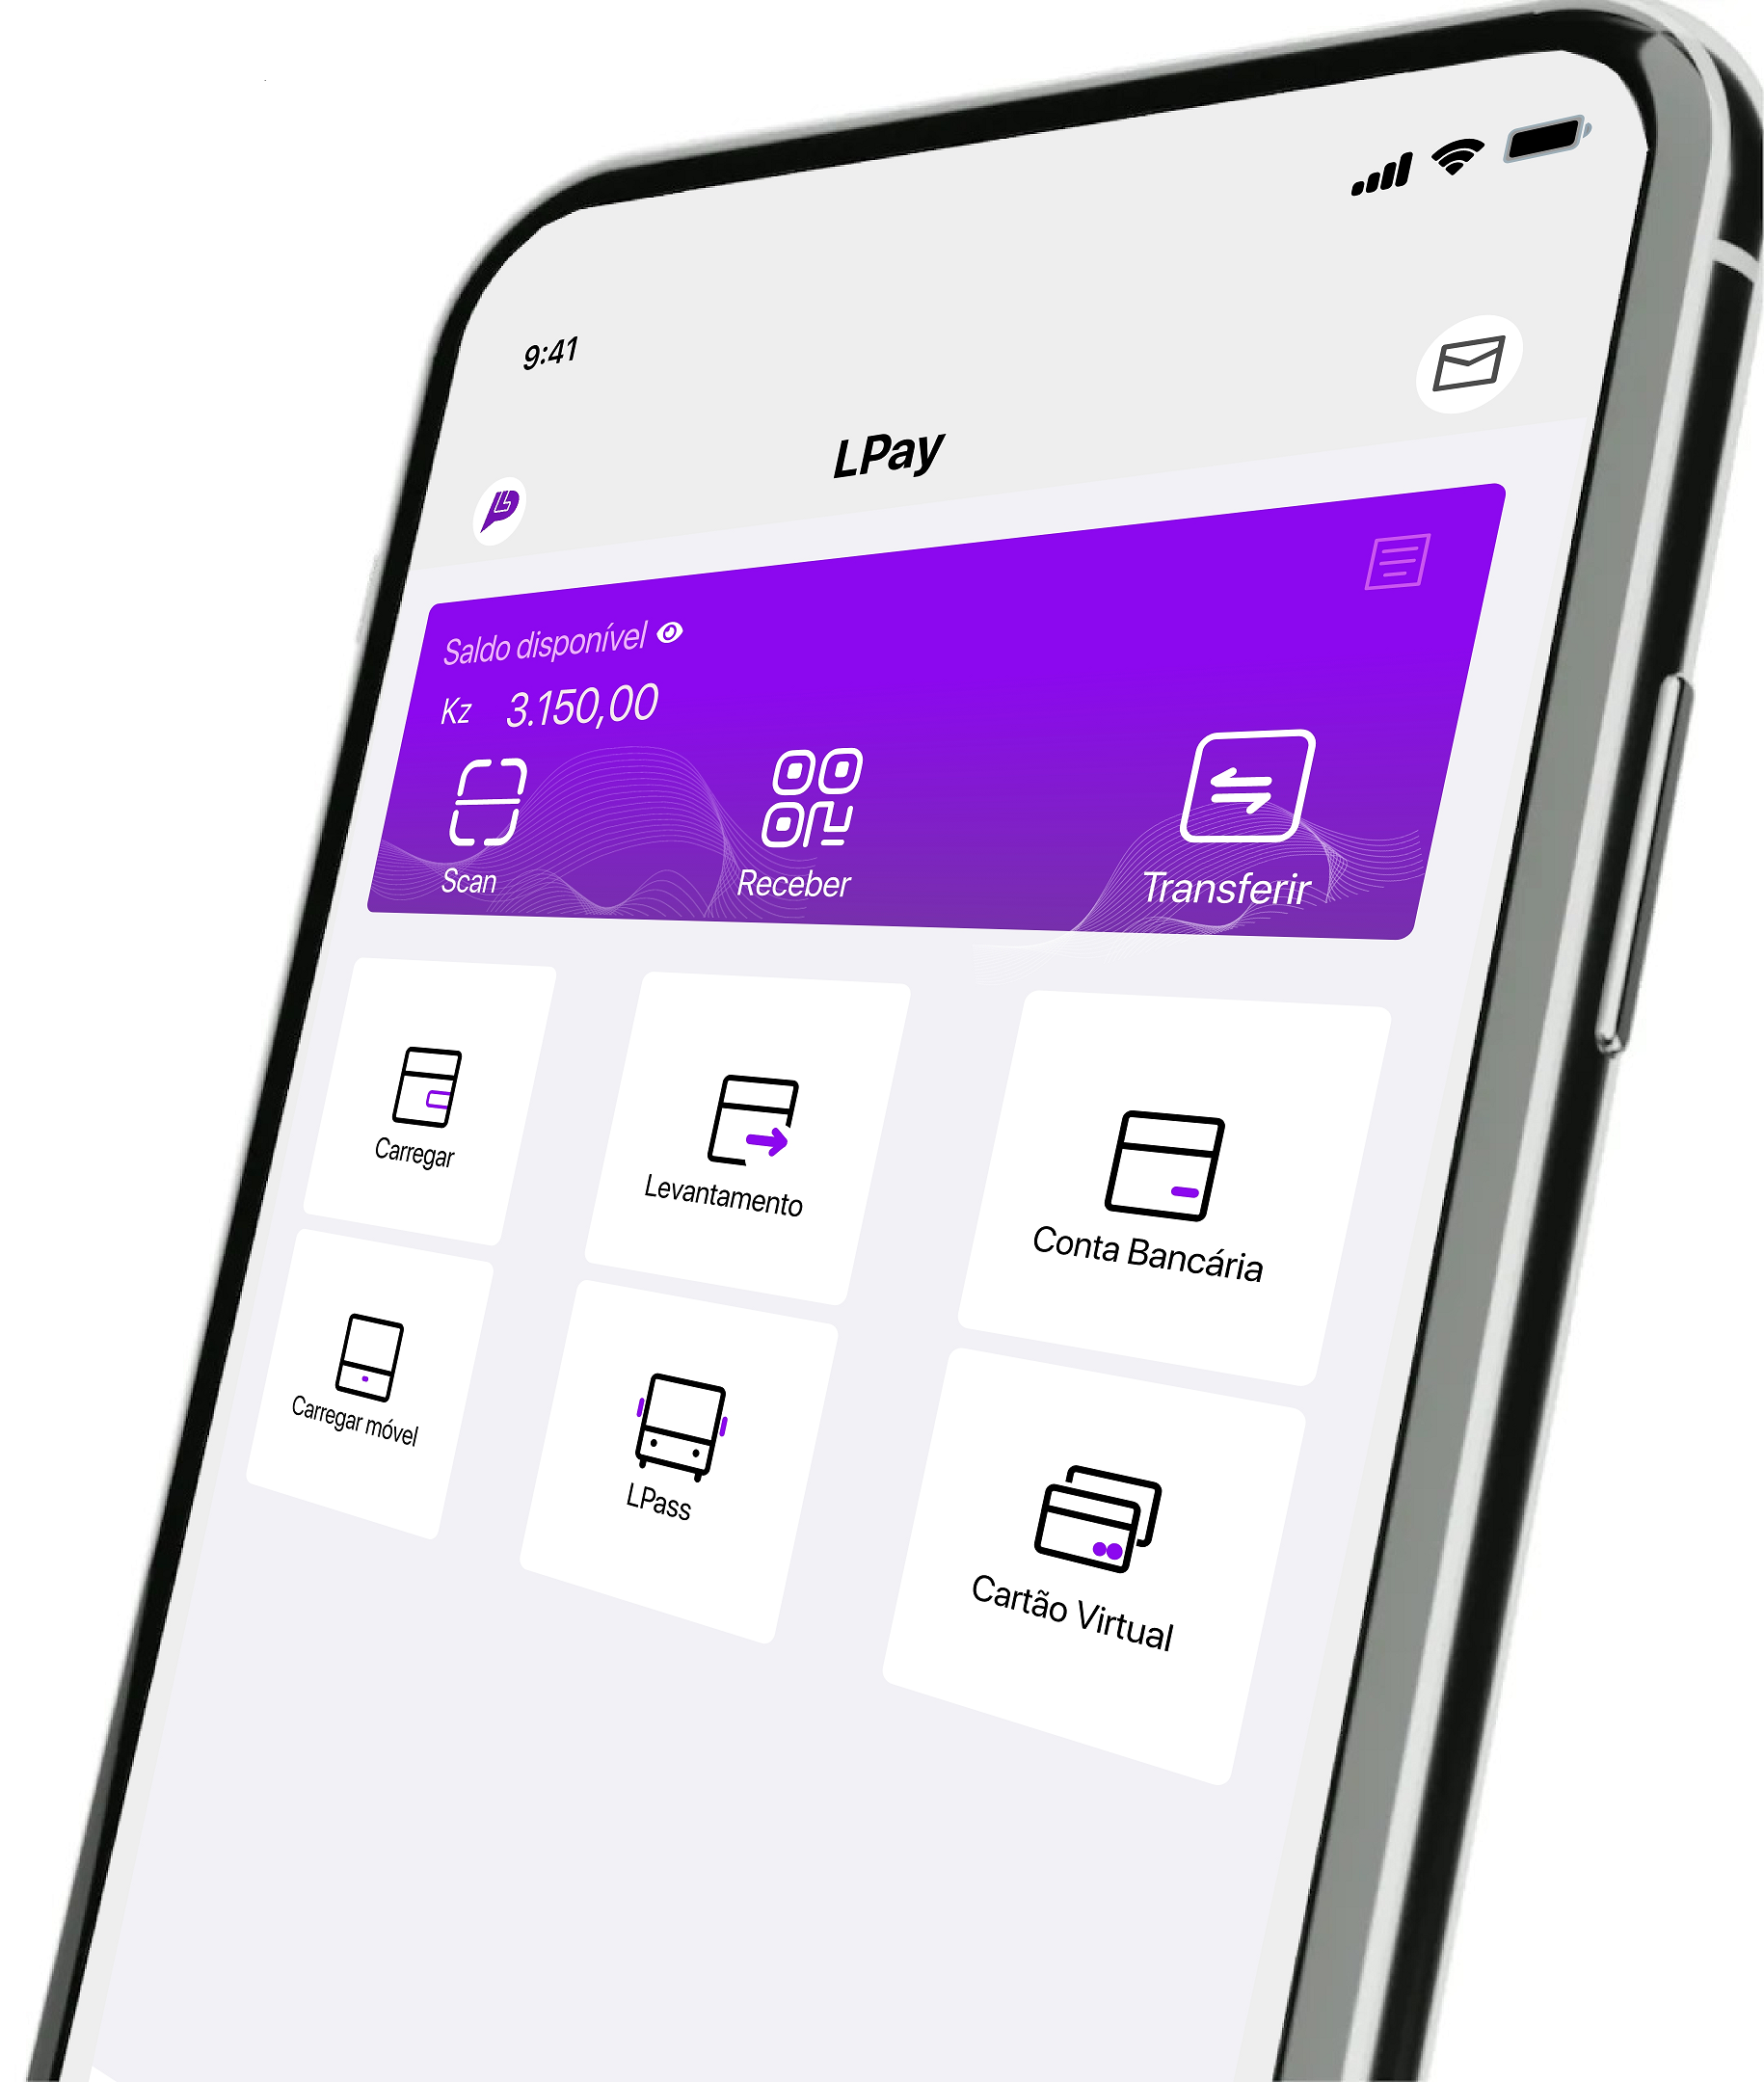 9:41
LPay
Saldo disponível
Kz 3.150,00
Scan
Receber
Transferir
Carregar
Levantamento
Conta Bancária
Carregar móvel
LPass
Cartão Virtual